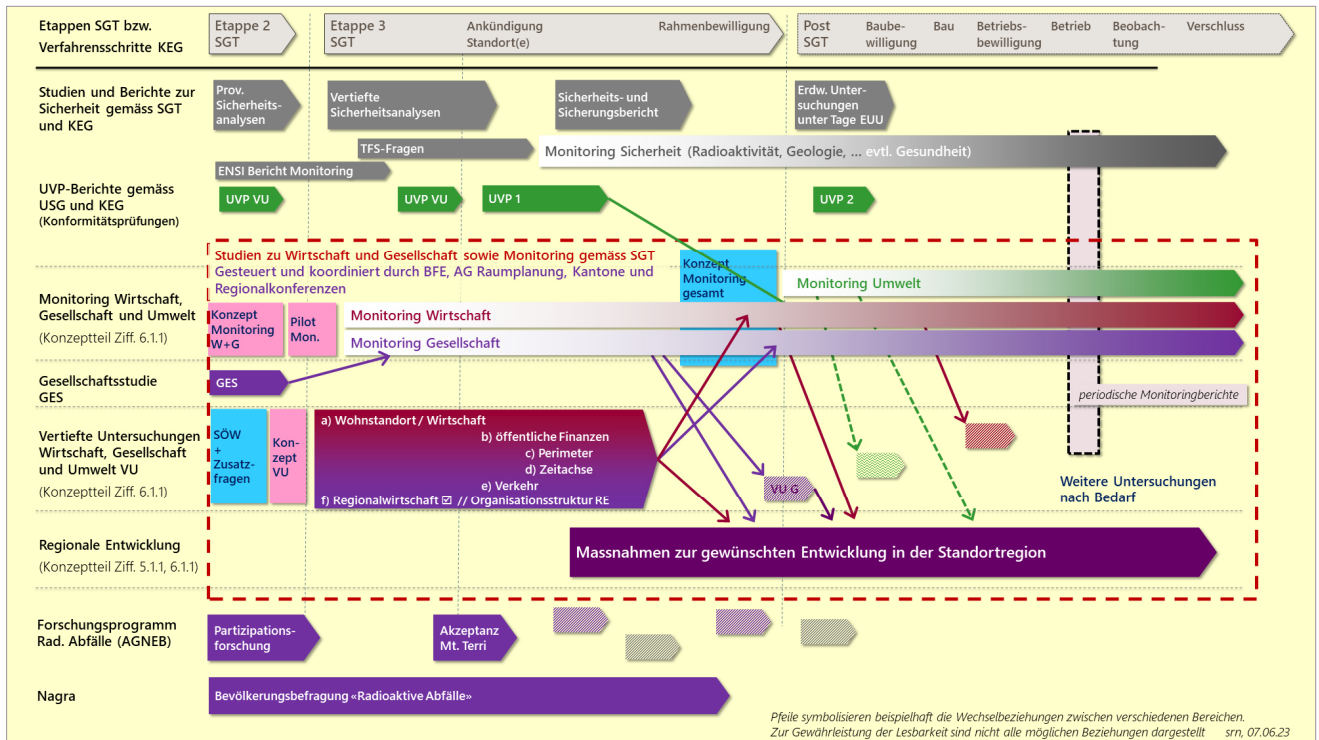 Etappen SGT bzw.
Verfahrensschritte KEG
Etappe 2
SGT
Etappe 3
SGT
Ankündigung
Standort(e)
Rahmenbewilligung
Post
SGT
Baube-
willigung
Bau
Betriebs-
bewilligung
Betrieb
Beobach-
tung
Verschluss
Studien und Berichte zur
Sicherheit gemäss SGT
und KEG
Prov.
Sicherheits-
analysen
Vertiefte
Sicherheitsanalysen
Sicherheits- und
Sicherungsbericht
Erdw. Unter-
suchungen
unter Tage EUU
TFS-Fragen
Monitoring Sicherheit (Radioaktivität, Geologie, ... evtl. Gesundheit)
ENSI Bericht Monitoring
UVP-Berichte gemäss
USG und KEG
(Konformitätsprüfungen)
UVP VU
UVP VU
UVP 1
UVP 2
Studien zu Wirtschaft und Gesellschaft sowie Monitoring gemäss SGT
Gesteuert und koordiniert durch BFE, AG Raumplanung, Kantone und
Regionalkonferenzen
Konzept
Monitoring
gesamt
Monitoring Umwelt
Monitoring Wirtschaft,
Gesellschaft und Umwelt
(Konzeptteil Ziff. 6.1.1)
Konzept
Monitoring
W+G
Pilot
Mon.
Monitoring Wirtschaft
Monitoring Gesellschaft
Gesellschaftsstudie
GES
GES
periodische Monitoringberichte
Vertiefte Untersuchungen
Wirtschaft, Gesellschaft
und Umwelt VU
(Konzeptteil Ziff. 6.1.1)
SÖW
+
Zusatz-
fragen
Kon-
zept
VU
a) Wohnstandort / Wirtschaft
b) öffentliche Finanzen
c) Perimeter
d) Zeitachse
e) Verkehr
f) Regionalwirtschaft ☑ // Organisationsstruktur RE
VU G
Weitere Untersuchungen
nach Bedarf
Regionale Entwicklung
(Konzeptteil Ziff. 5.1.1, 6.1.1)
Massnahmen zur gewünschten Entwicklung in der Standortregion
Forschungsprogramm
Rad. Abfälle (AGNEB)
Partizipations-
forschung
Akzeptanz
Mt. Terri
Nagra
Bevölkerungsbefragung «Radioaktive Abfälle»
Pfeile symbolisieren beispielhaft die Wechselbeziehungen zwischen verschiedenen Bereichen.
Zur Gewährleistung der Lesbarkeit sind nicht alle möglichen Beziehungen dargestellt srn, 07.06.23